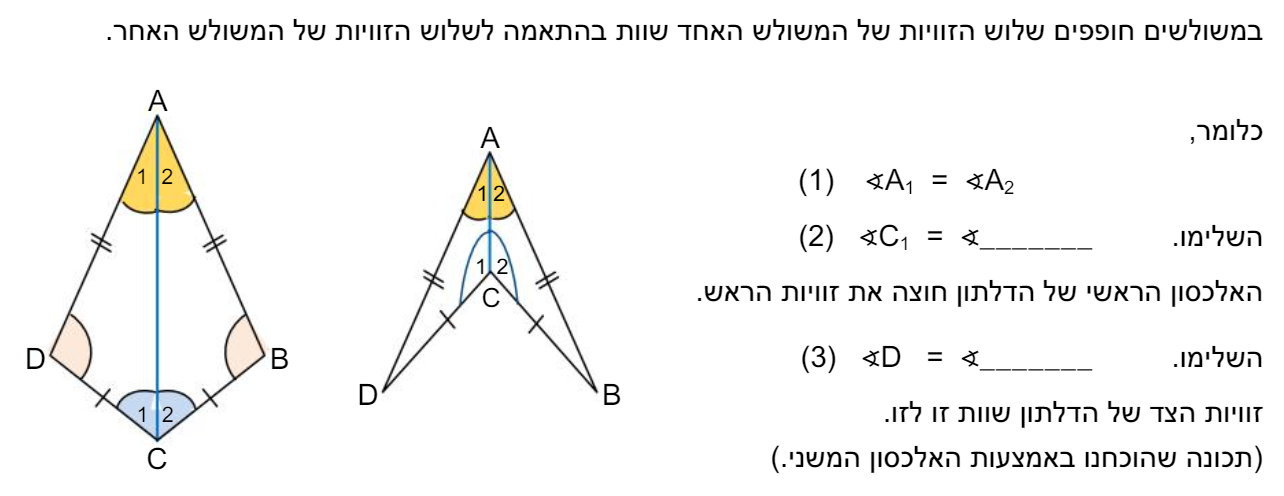 במשולשים חופפים שלוש הזוויות של המשולש האחד שוות בהתאמה לשלוש הזוויות של המשולש האחר.
כלומר,
(1) ∢A₁ = ∢A₂
השלימו. (2) ∢C₁ = ∢_______
האלכסון הראשי של הדלתון חוצה את זוויות הראש.
השלימו. (3) ∢D = ∢_______
זוויות הצד של הדלתון שוות זו לזו.
(תכונה שהוכחנו באמצעות האלכסון המשני.)
A
1 2
D
B
1 2
C
A
1 2
1 2
C
D
B